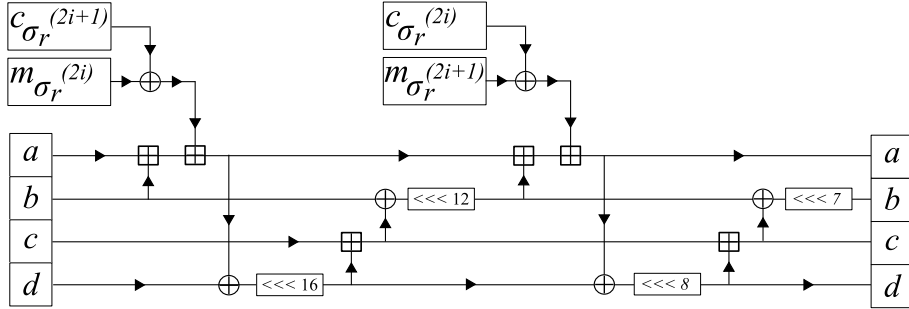 c_{σ_r}^{(2i+1)} c_{σ_r}^{(2i)}
m_{σ_r}^{(2i)} m_{σ_r}^{(2i+1)}
a a
b <<< 12 <<< 7 b
c c
d <<< 16 <<< 8 d